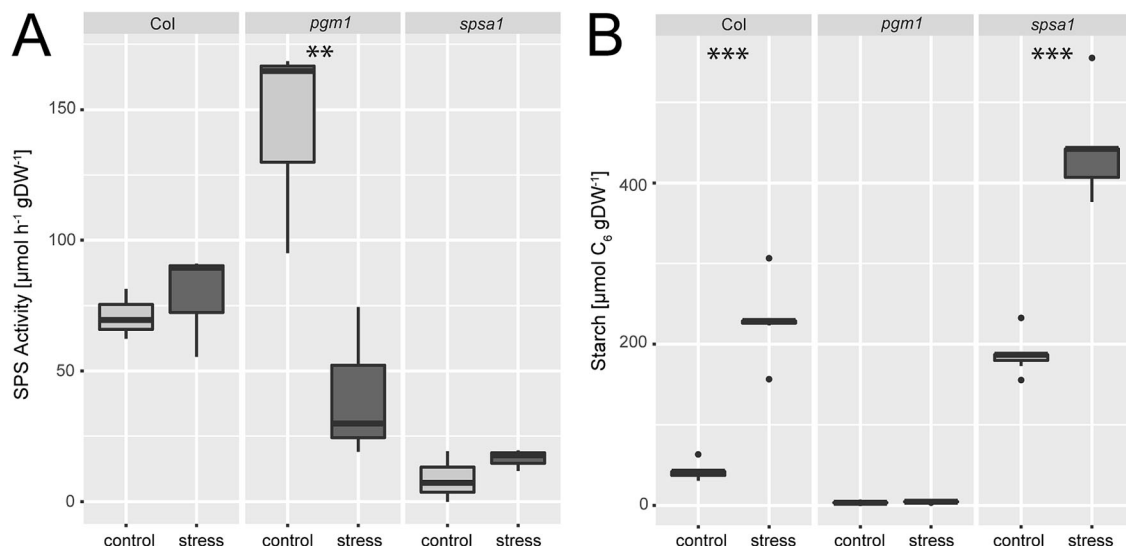 A
Col pgm1 spsa1
**
SPS Activity [µmol h⁻¹ gDW⁻¹]
150
100
50
0
control stress control stress control stress
B
Col pgm1 spsa1
*** ***
Starch [µmol C₆ gDW⁻¹]
400
200
0
control stress control stress control stress